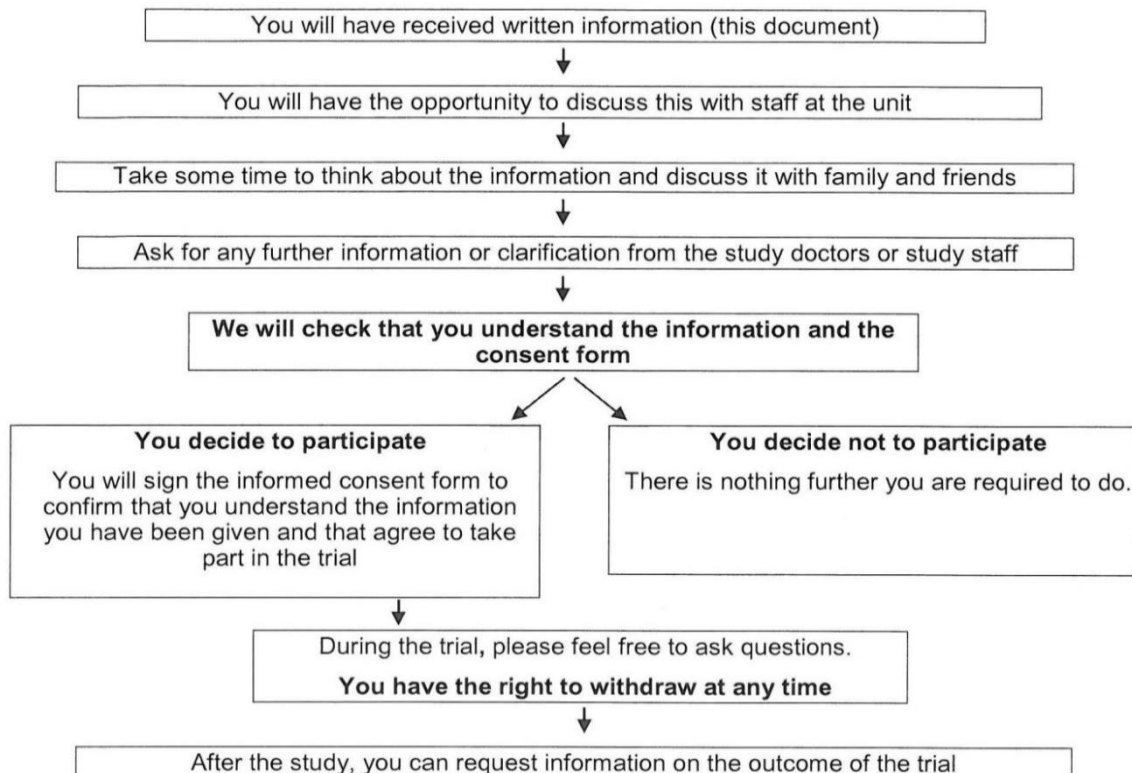 You will have received written information (this document)
You will have the opportunity to discuss this with staff at the unit
Take some time to think about the information and discuss it with family and friends
Ask for any further information or clarification from the study doctors or study staff
We will check that you understand the information and the
consent form
You decide to participate
You will sign the informed consent form to
confirm that you understand the information
you have been given and that agree to take
part in the trial
You decide not to participate
There is nothing further you are required to do.
During the trial, please feel free to ask questions.
You have the right to withdraw at any time
After the study, you can request information on the outcome of the trial